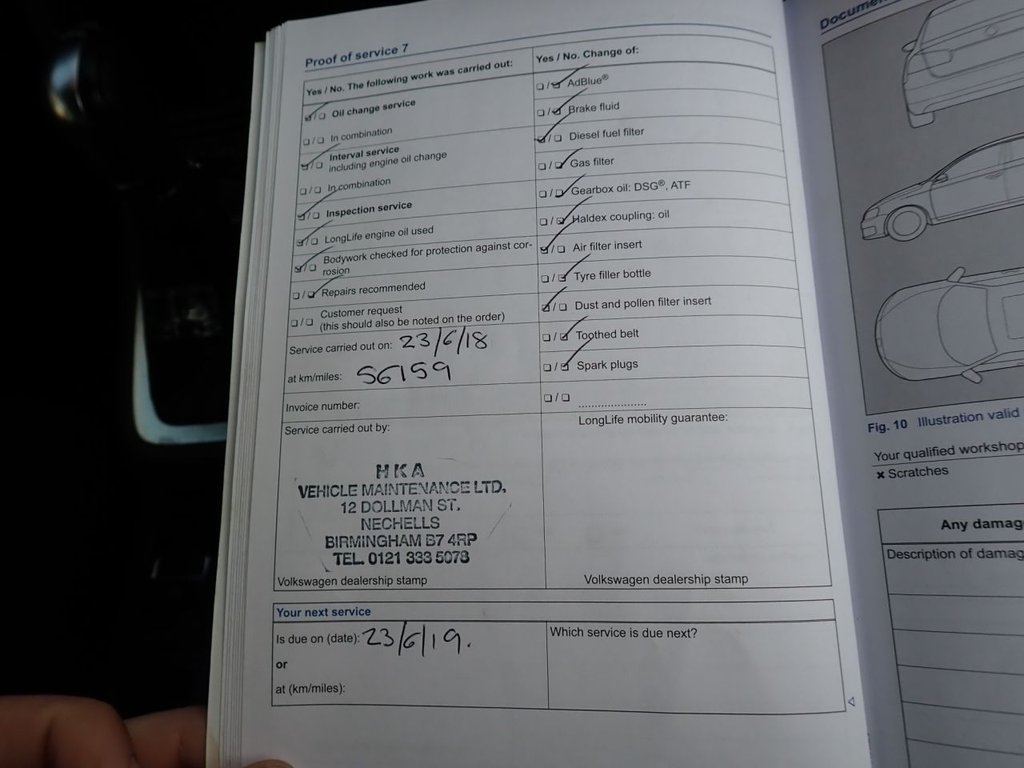 Proof of service 7
Yes / No. The following work was carried out:
Oil change service
In combination
Interval service
including engine oil change
In combination
Inspection service
LongLife engine oil used
Bodywork checked for protection against cor-
rosion
Repairs recommended
Customer request
(this should also be noted on the order)
Service carried out on: 23/6/18
at km/miles: 56159
Invoice number:
Service carried out by:
HKA
VEHICLE MAINTENANCE LTD.
12 DOLLMAN ST.
NECHELLS
BIRMINGHAM B7 4RP
TEL. 0121 333 5078
Volkswagen dealership stamp
Yes / No. Change of:
AdBlue®
Brake fluid
Diesel fuel filter
Gas filter
Gearbox oil: DSG®, ATF
Haldex coupling: oil
Air filter insert
Tyre filler bottle
Dust and pollen filter insert
Toothed belt
Spark plugs
LongLife mobility guarantee:
Volkswagen dealership stamp
Your next service
Is due on (date): 23/6/19.
or
at (km/miles):
Which service is due next?
Fig. 10 Illustration valid
Your qualified workshop
× Scratches
Any damag
Description of damag